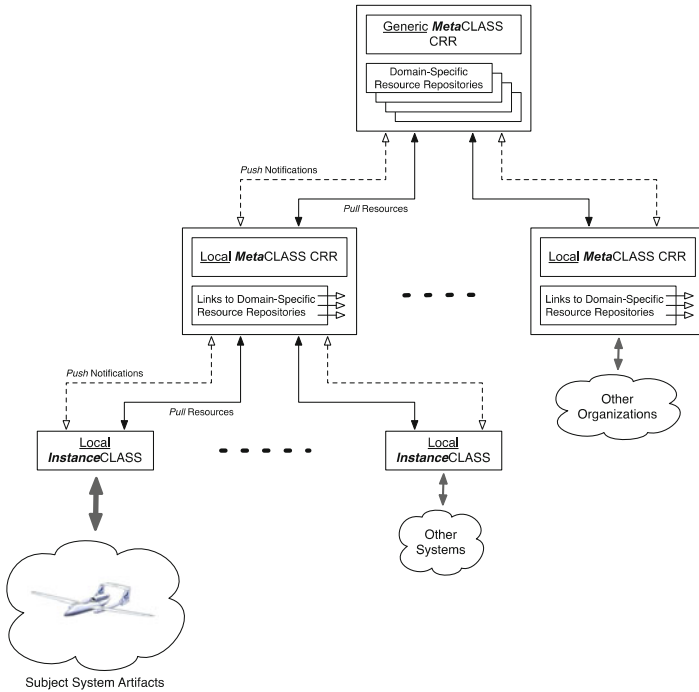 Generic MetaCLASS
CRR
Domain-Specific
Resource Repositories
Push Notifications
Pull Resources
Local MetaCLASS CRR
Links to Domain-Specific
Resource Repositories
Local MetaCLASS CRR
Links to Domain-Specific
Resource Repositories
Push Notifications
Pull Resources
Other
Organizations
Local
InstanceCLASS
Local
InstanceCLASS
Other
Systems
Subject System Artifacts